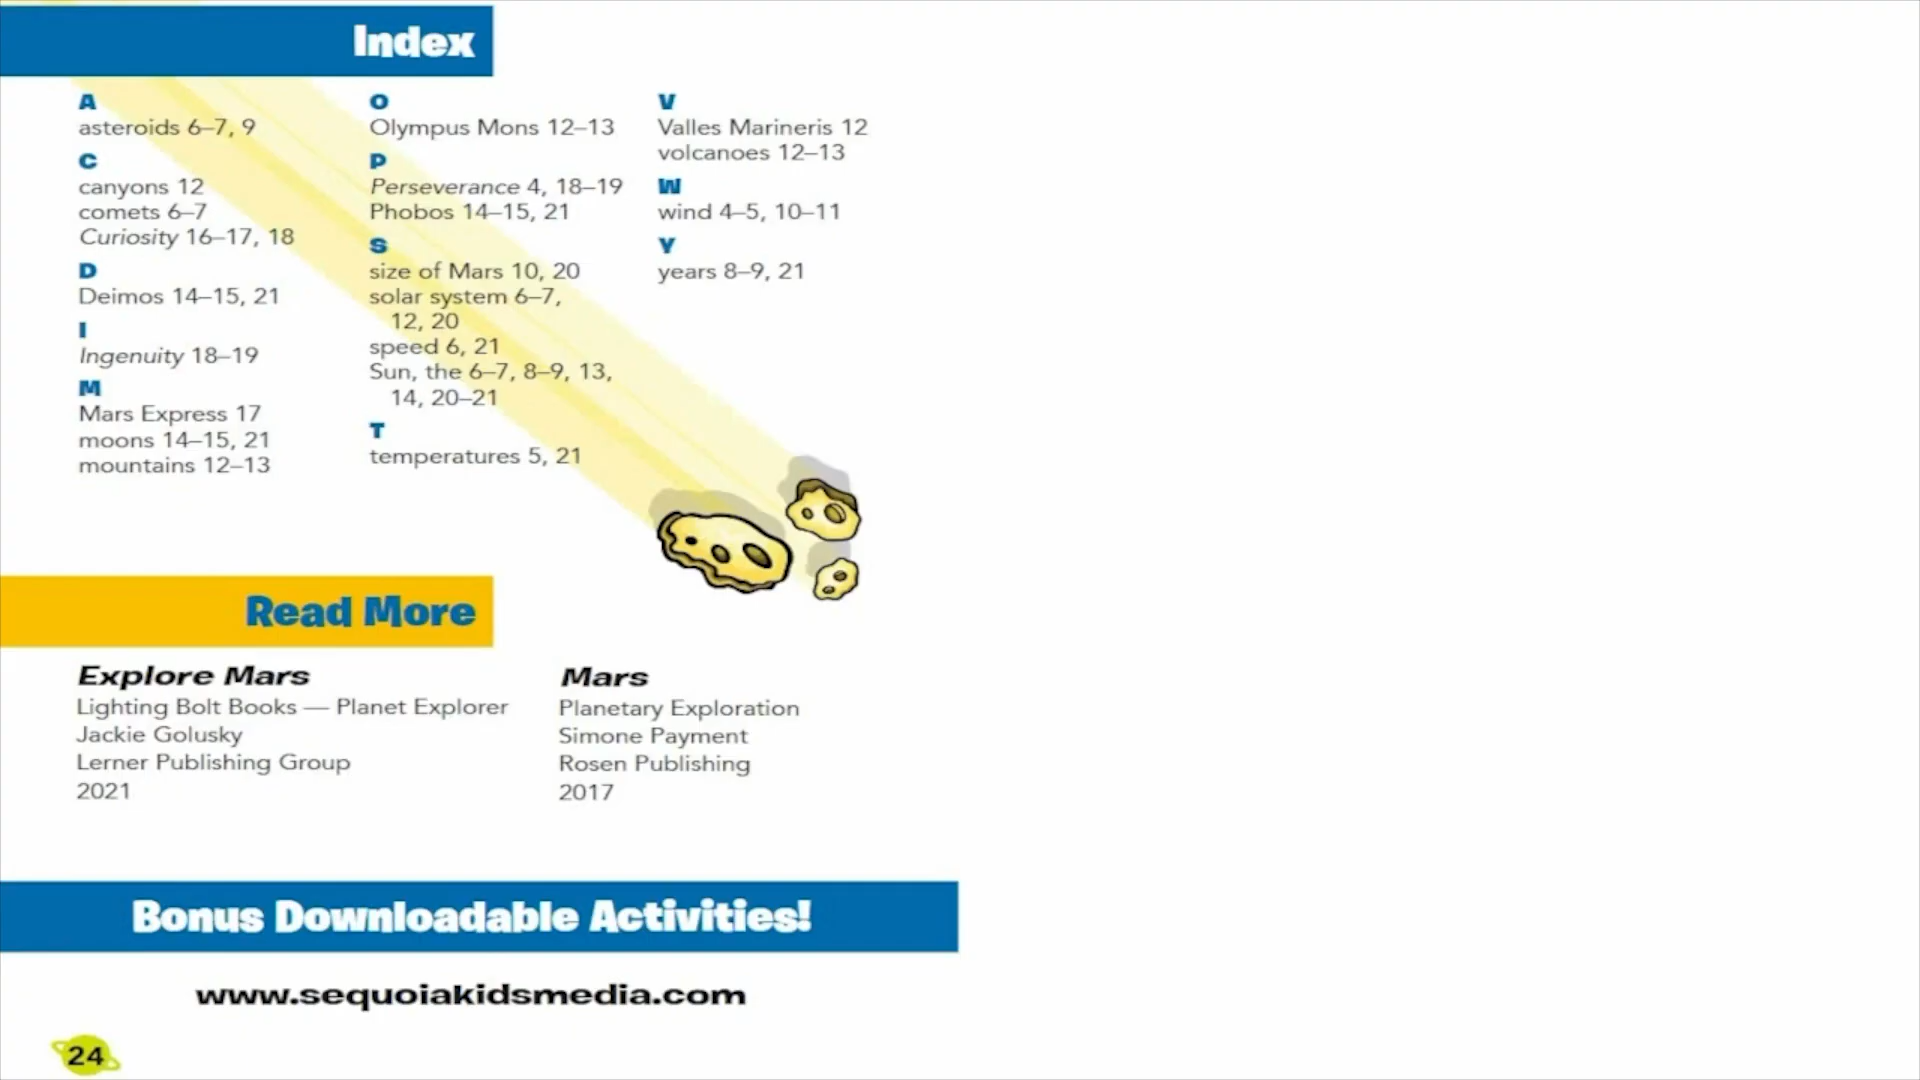 Index
A
asteroids 6–7, 9
C
canyons 12
comets 6–7
Curiosity 16–17, 18
D
Deimos 14–15, 21
I
Ingenuity 18–19
M
Mars Express 17
moons 14–15, 21
mountains 12–13
O
Olympus Mons 12–13
P
Perseverance 4, 18–19
Phobos 14–15, 21
S
size of Mars 10, 20
solar system 6–7,
12, 20
speed 6, 21
Sun, the 6–7, 8–9, 13,
14, 20–21
T
temperatures 5, 21
V
Valles Marineris 12
volcanoes 12–13
W
wind 4–5, 10–11
Y
years 8–9, 21
Read More
Explore Mars
Lighting Bolt Books — Planet Explorer
Jackie Golusky
Lerner Publishing Group
2021
Mars
Planetary Exploration
Simone Payment
Rosen Publishing
2017
Bonus Downloadable Activities!
www.sequoiakidsmedia.com
24